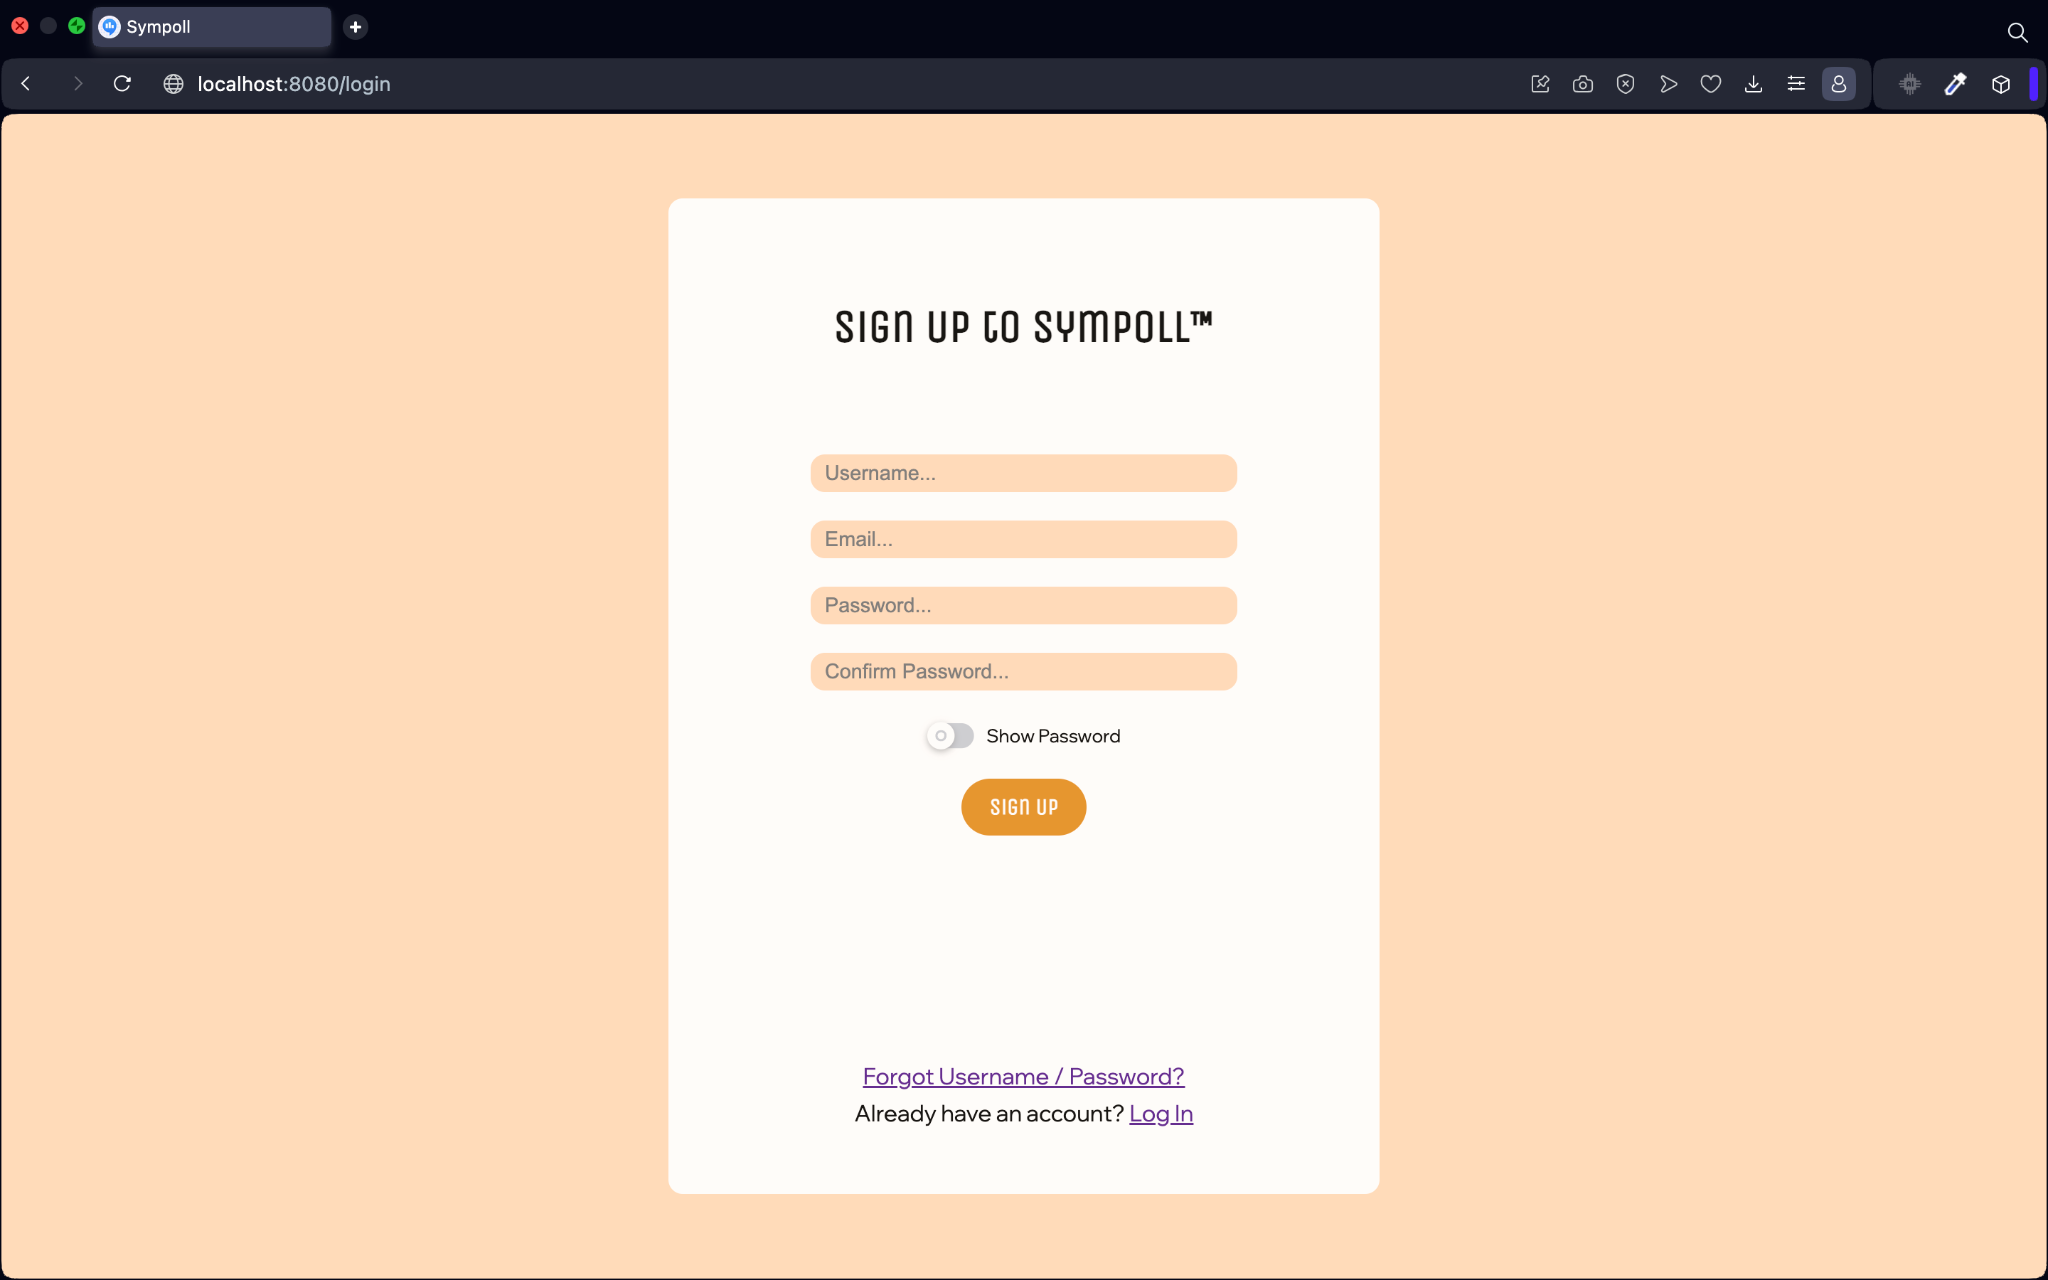 Sympoll
localhost:8080/login
SIGN UP TO SYMPOLL™
Username...
Email...
Password...
Confirm Password...
Show Password
SIGN UP
Forgot Username / Password?
Already have an account? Log In